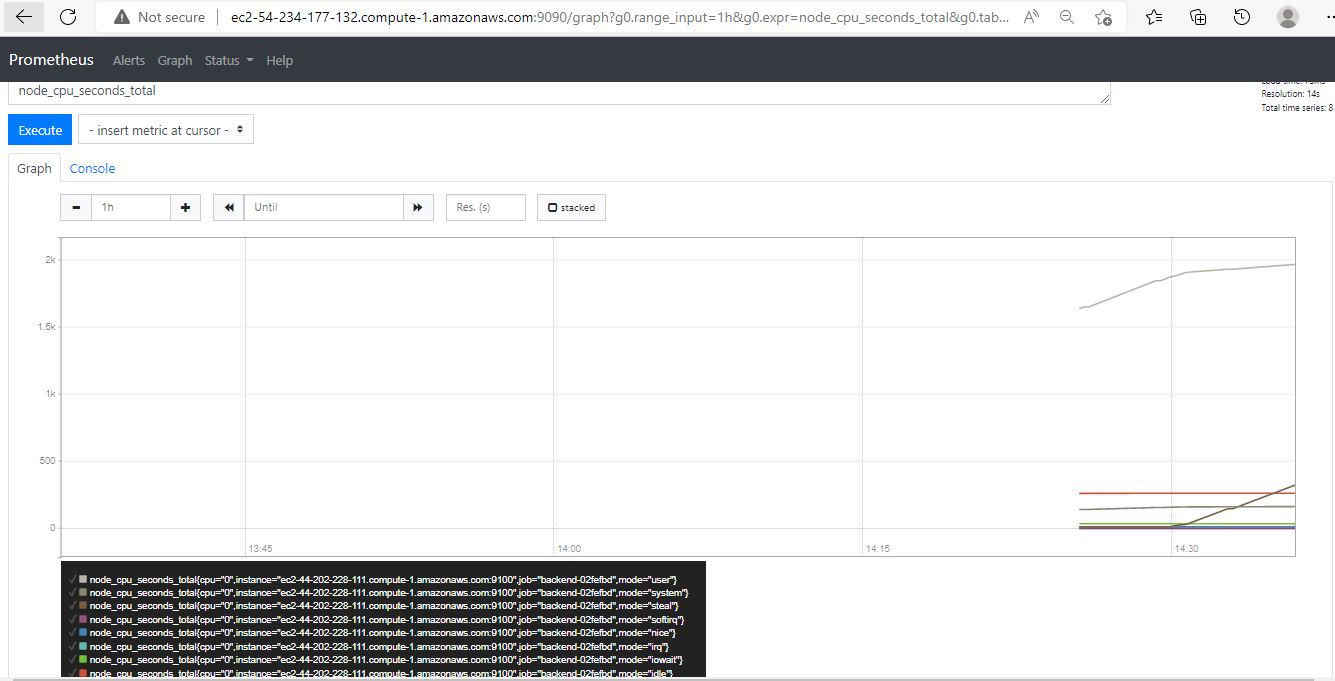 Not secure ec2-54-234-177-132.compute-1.amazonaws.com:9090/graph?g0.range_input=1h&g0.expr=node_cpu_seconds_total&g0.tab...
Prometheus Alerts Graph Status Help
node_cpu_seconds_total
Resolution: 14s
Total time series: 8
Execute - insert metric at cursor -
Graph Console
1h Until Res. (s) stacked
2k
1.5k
1k
500
0
13:45 14:00 14:15 14:30
node_cpu_seconds_total{cpu="0",instance="ec2-44-202-228-111.compute-1.amazonaws.com:9100",job="backend-02fefbd",mode="user"}
node_cpu_seconds_total{cpu="0",instance="ec2-44-202-228-111.compute-1.amazonaws.com:9100",job="backend-02fefbd",mode="system"}
node_cpu_seconds_total{cpu="0",instance="ec2-44-202-228-111.compute-1.amazonaws.com:9100",job="backend-02fefbd",mode="steal"}
node_cpu_seconds_total{cpu="0",instance="ec2-44-202-228-111.compute-1.amazonaws.com:9100",job="backend-02fefbd",mode="softirq"}
node_cpu_seconds_total{cpu="0",instance="ec2-44-202-228-111.compute-1.amazonaws.com:9100",job="backend-02fefbd",mode="nice"}
node_cpu_seconds_total{cpu="0",instance="ec2-44-202-228-111.compute-1.amazonaws.com:9100",job="backend-02fefbd",mode="irq"}
node_cpu_seconds_total{cpu="0",instance="ec2-44-202-228-111.compute-1.amazonaws.com:9100",job="backend-02fefbd",mode="iowait"}
node_cpu_seconds_total{cpu="0",instance="ec2-44-202-228-111.compute-1.amazonaws.com:9100",job="backend-02fefbd",mode="idle"}